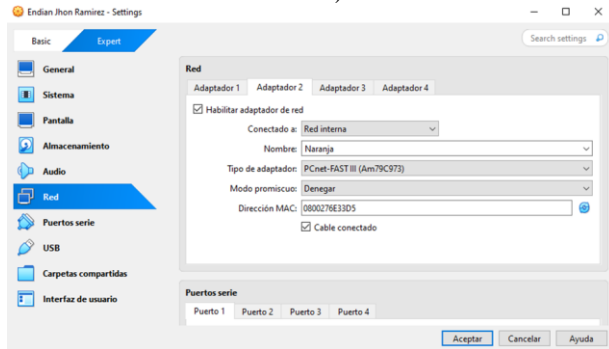 Endian Jhon Ramirez - Settings
Basic
Expert
Search settings
General
Sistema
Pantalla
Almacenamiento
Audio
Red
Puertos serie
USB
Carpetas compartidas
Interfaz de usuario
Red
Adaptador 1 Adaptador 2 Adaptador 3 Adaptador 4
Habilitar adaptador de red
Conectado a: Red interna
Nombre: Naranja
Tipo de adaptador: PCnet-FAST III (Am79C973)
Modo promiscuo: Denegar
Dirección MAC: 0800276E33D5
Cable conectado
Puertos serie
Puerto 1 Puerto 2 Puerto 3 Puerto 4
Aceptar Cancelar Ayuda